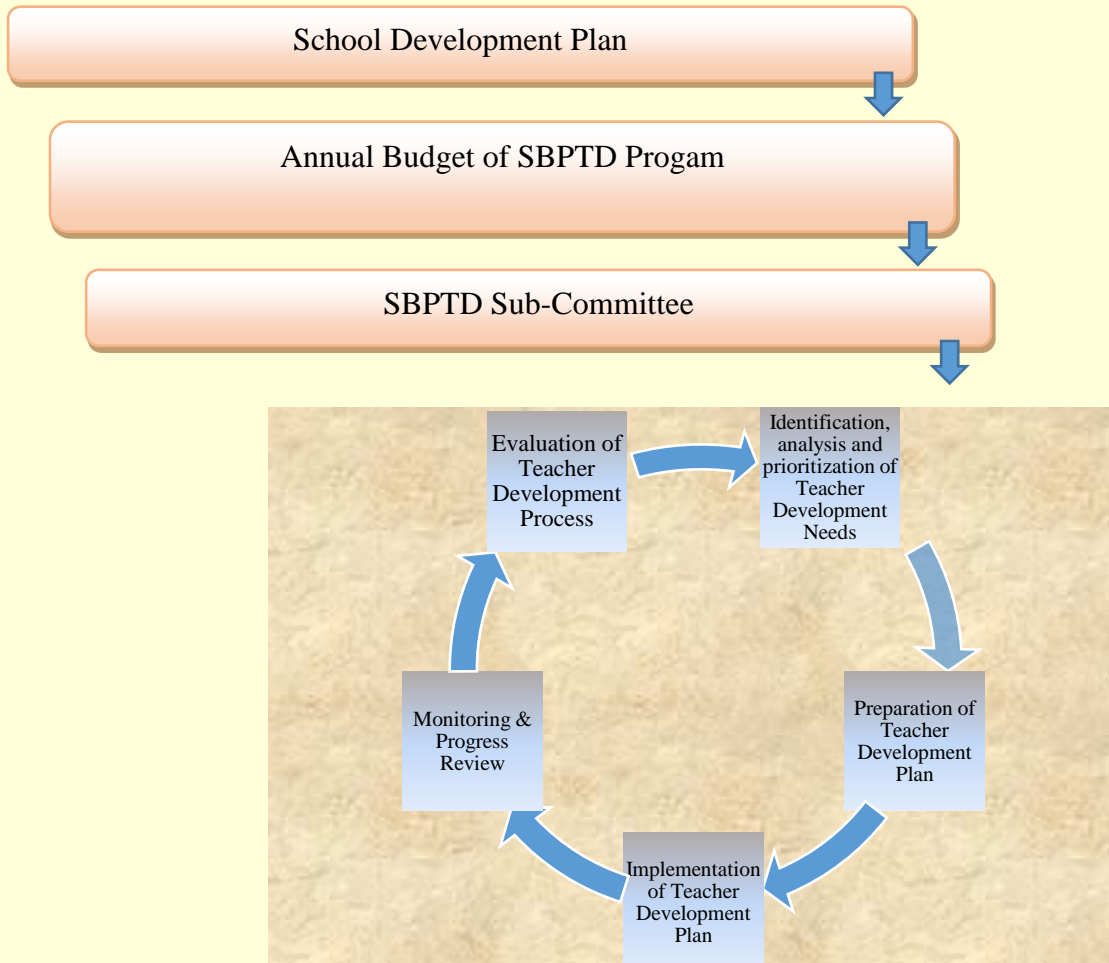 School Development Plan
Annual Budget of SBPTD Progam
SBPTD Sub-Committee
Identification,
analysis and
prioritization of
Teacher
Development
Needs
Preparation of
Teacher
Development
Plan
Implementation
of Teacher
Development
Plan
Monitoring &
Progress
Review
Evaluation of
Teacher
Development
Process